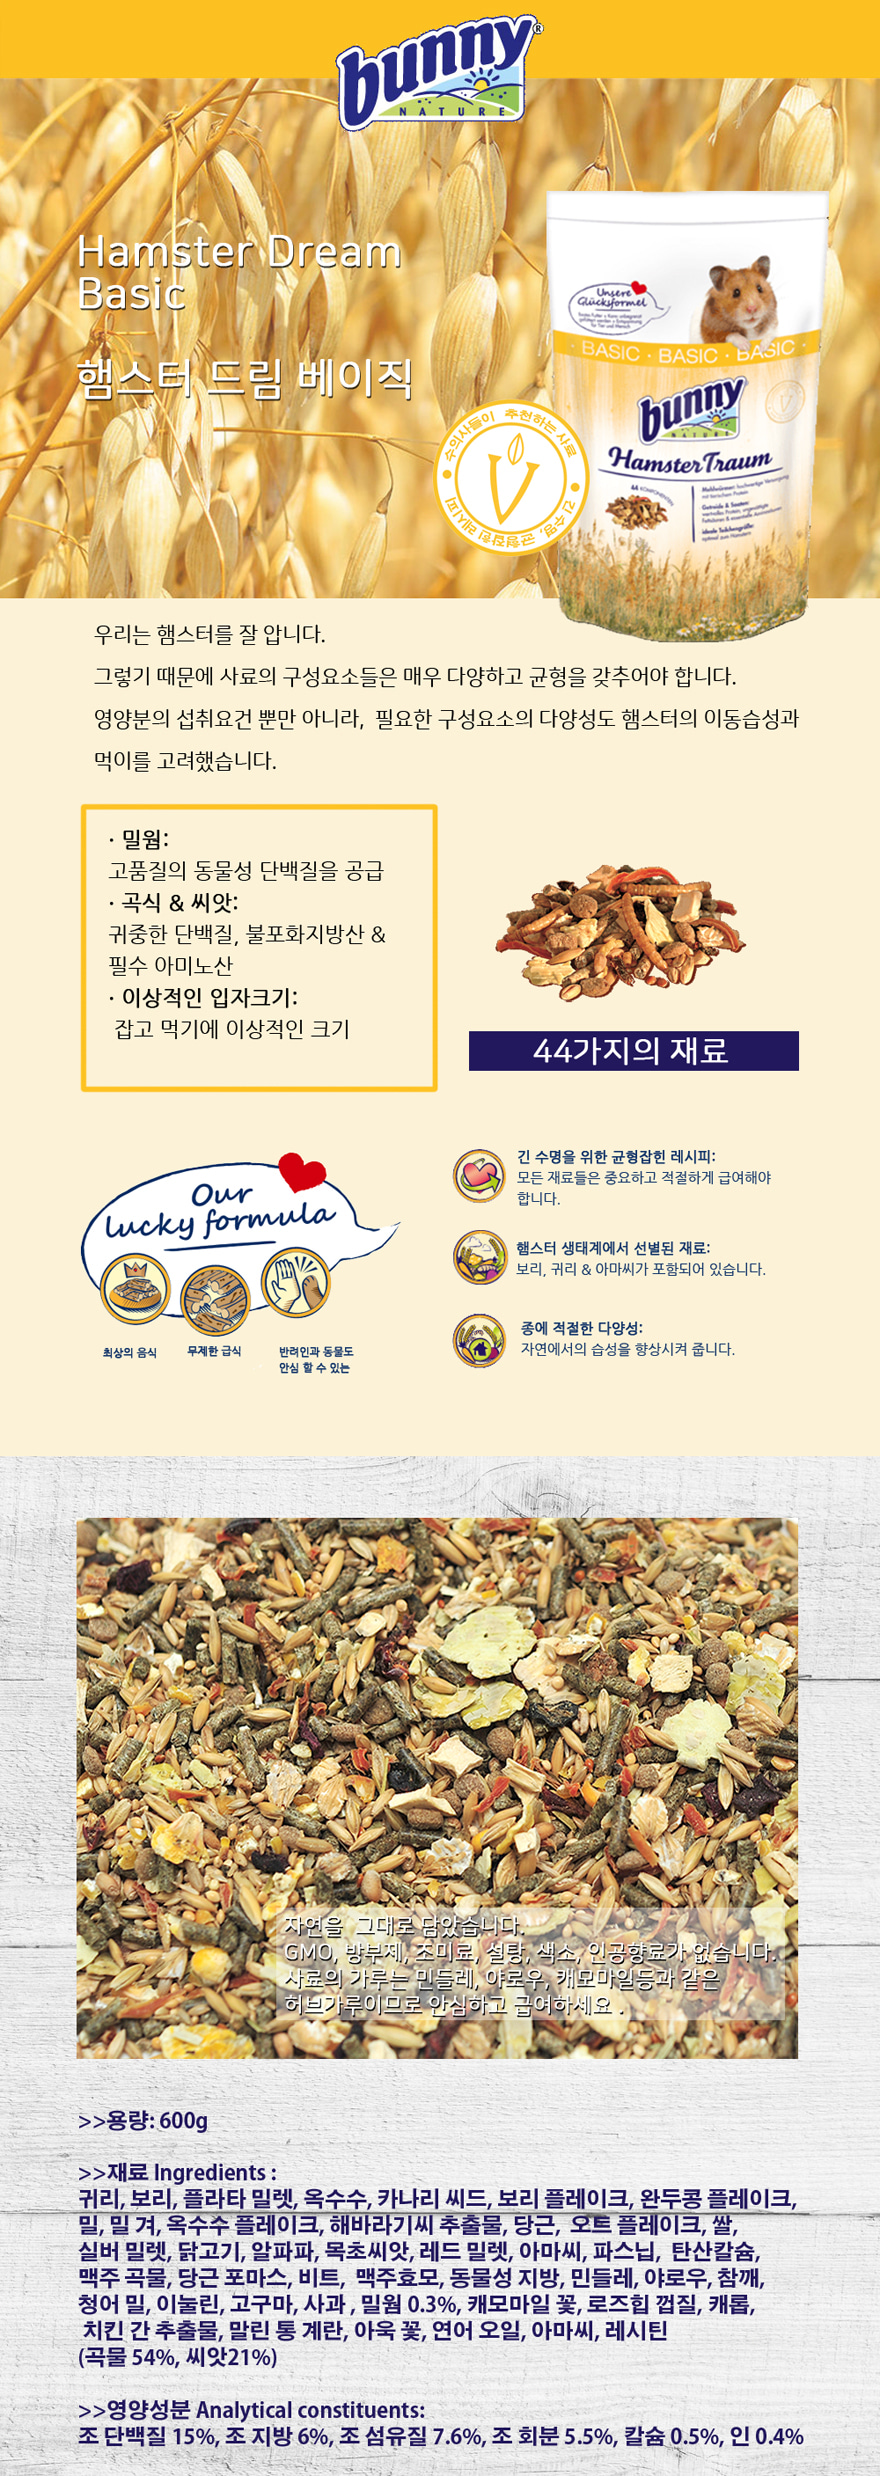 bunny
NATURE
Hamster Dream
Basic
햄스터 드림 베이직
Unsere
Glücksformel
BASIC · BASIC · BASIC
bunny
NATURE
HamsterTraum
44 KOMPONENTEN
수의사들이 추천하는 사료
긴 수명, 균형잡힌 레시피
우리는 햄스터를 잘 압니다.
그렇기 때문에 사료의 구성요소들은 매우 다양하고 균형을 갖추어야 합니다.
영양분의 섭취요건 뿐만 아니라, 필요한 구성요소의 다양성도 햄스터의 이동습성과
먹이를 고려했습니다.
· 밀웜:
고품질의 동물성 단백질을 공급
· 곡식 & 씨앗:
귀중한 단백질, 불포화지방산 &
필수 아미노산
· 이상적인 입자크기:
잡고 먹기에 이상적인 크기
44가지의 재료
Our
lucky formula
최상의 음식
무제한 급식
반려인과 동물도
안심 할 수 있는
긴 수명을 위한 균형잡힌 레시피:
모든 재료들은 중요하고 적절하게 급여해야
합니다.
햄스터 생태계에서 선별된 재료:
보리, 귀리 & 아마씨가 포함되어 있습니다.
종에 적절한 다양성:
자연에서의 습성을 향상시켜 줍니다.
자연을 그대로 담았습니다.
GMO, 방부제, 조미료, 설탕, 색소, 인공향료가 없습니다.
사료의 가루는 민들레, 야로우, 캐모마일등과 같은
허브가루이므로 안심하고 급여하세요 .
>>용량: 600g
>>재료 Ingredients :
귀리, 보리, 플라타 밀렛, 옥수수, 카나리 씨드, 보리 플레이크, 완두콩 플레이크,
밀, 밀 겨, 옥수수 플레이크, 해바라기씨 추출물, 당근, 오트 플레이크, 쌀,
실버 밀렛, 닭고기, 알파파, 목초씨앗, 레드 밀렛, 아마씨, 파스닙, 탄산칼슘,
맥주 곡물, 당근 포마스, 비트, 맥주효모, 동물성 지방, 민들레, 야로우, 참깨,
청어 밀, 이눌린, 고구마, 사과 , 밀웜 0.3%, 캐모마일 꽃, 로즈힙 껍질, 캐롭,
치킨 간 추출물, 말린 통 계란, 아욱 꽃, 연어 오일, 아마씨, 레시틴
(곡물 54%, 씨앗21%)
>>영양성분 Analytical constituents:
조 단백질 15%, 조 지방 6%, 조 섬유질 7.6%, 조 회분 5.5%, 칼슘 0.5%, 인 0.4%